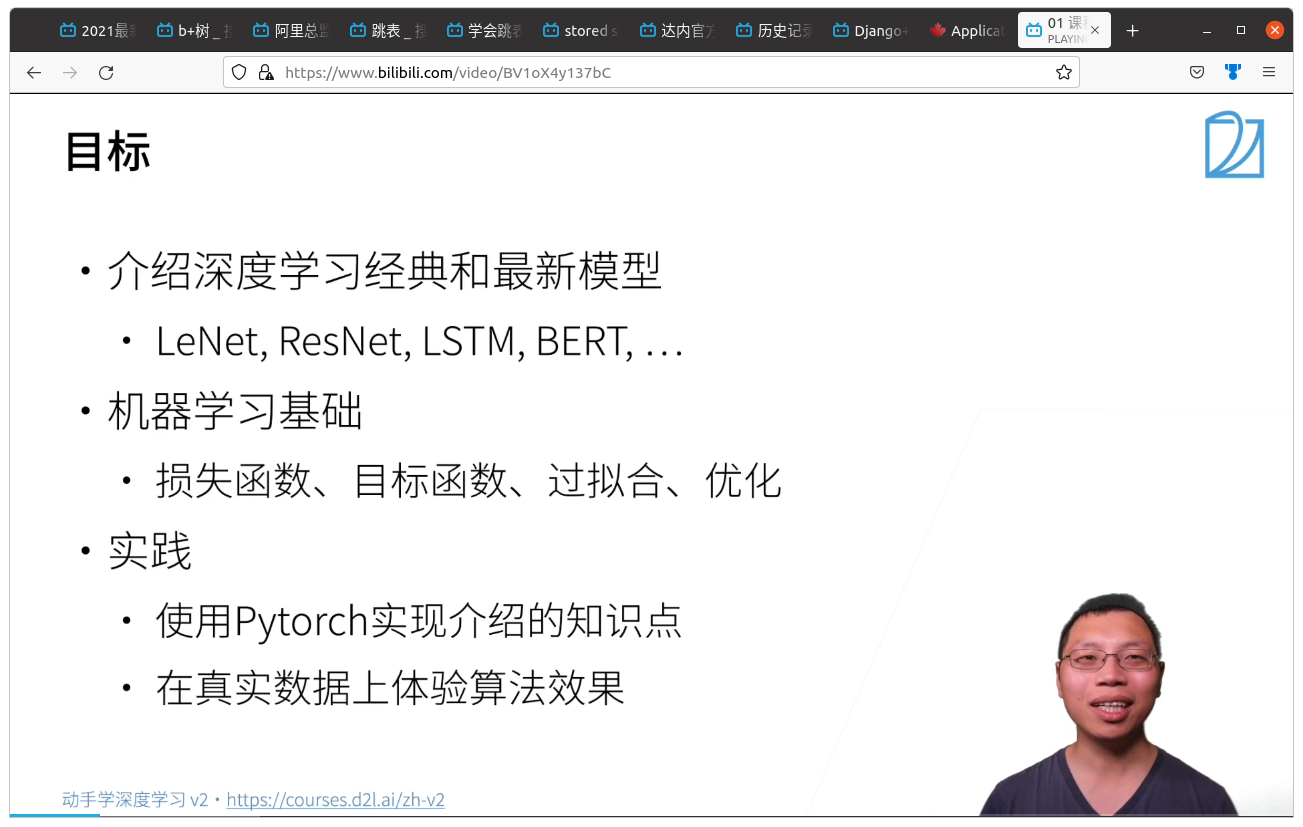 2021最
b+树 _
阿里总监
跳表 _
学会跳表
stored
达内官方
历史记录
Django+
Applicat
01 课
PLAYING
https://www.bilibili.com/video/BV1oX4y137bC
目标
• 介绍深度学习经典和最新模型
• LeNet, ResNet, LSTM, BERT, …
• 机器学习基础
• 损失函数、目标函数、过拟合、优化
• 实践
• 使用Pytorch实现介绍的知识点
• 在真实数据上体验算法效果
动手学深度学习 v2 • https://courses.d2l.ai/zh-v2